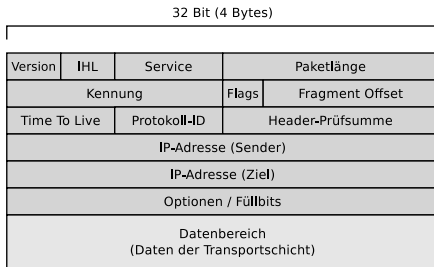 32 Bit (4 Bytes)
Version IHL Service Paketlänge
Kennung Flags Fragment Offset
Time To Live Protokoll-ID Header-Prüfsumme
IP-Adresse (Sender)
IP-Adresse (Ziel)
Optionen / Füllbits
Datenbereich
(Daten der Transportschicht)